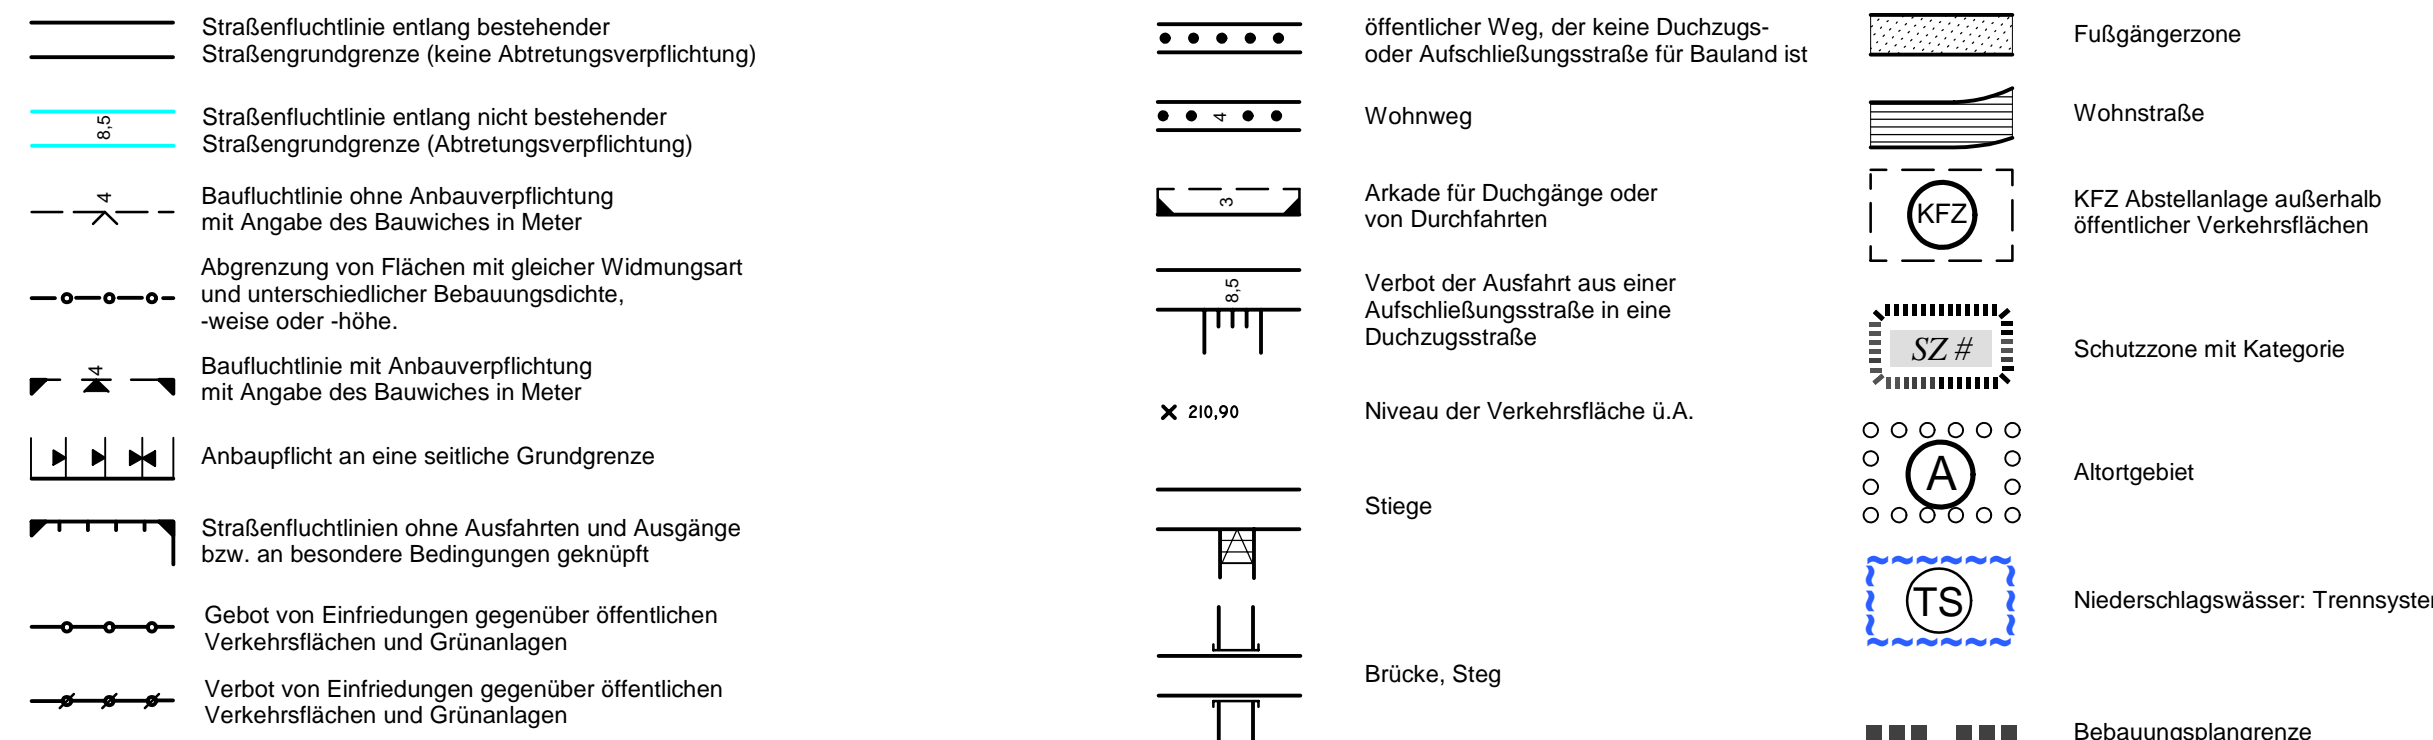 Straßenfluchtlinie entlang bestehender
Straßengrundgrenze (keine Abtretungsverpflichtung)
8,5
Straßenfluchtlinie entlang nicht bestehender
Straßengrundgrenze (Abtretungsverpflichtung)
4
Baufluchtlinie ohne Anbauverpflichtung
mit Angabe des Bauwiches in Meter
Abgrenzung von Flächen mit gleicher Widmungsart
und unterschiedlicher Bebauungsdichte,
-weise oder -höhe.
4
Baufluchtlinie mit Anbauverpflichtung
mit Angabe des Bauwiches in Meter
Anbaupflicht an eine seitliche Grundgrenze
Straßenfluchtlinien ohne Ausfahrten und Ausgänge
bzw. an besondere Bedingungen geknüpft
Gebot von Einfriedungen gegenüber öffentlichen
Verkehrsflächen und Grünanlagen
Verbot von Einfriedungen gegenüber öffentlichen
Verkehrsflächen und Grünanlagen
öffentlicher Weg, der keine Duchzugs-
oder Aufschließungsstraße für Bauland ist
4
Wohnweg
3
Arkade für Duchgänge oder
von Durchfahrten
8,5
Verbot der Ausfahrt aus einer
Aufschließungsstraße in eine
Duchzugsstraße
210,90
Niveau der Verkehrsfläche ü.A.
Stiege
Brücke, Steg
Fußgängerzone
Wohnstraße
KFZ
KFZ Abstellanlage außerhalb
öffentlicher Verkehrsflächen
SZ #
Schutzzone mit Kategorie
A
Altortgebiet
TS
Niederschlagswässer: Trennsyster
Bebauungsplangrenze